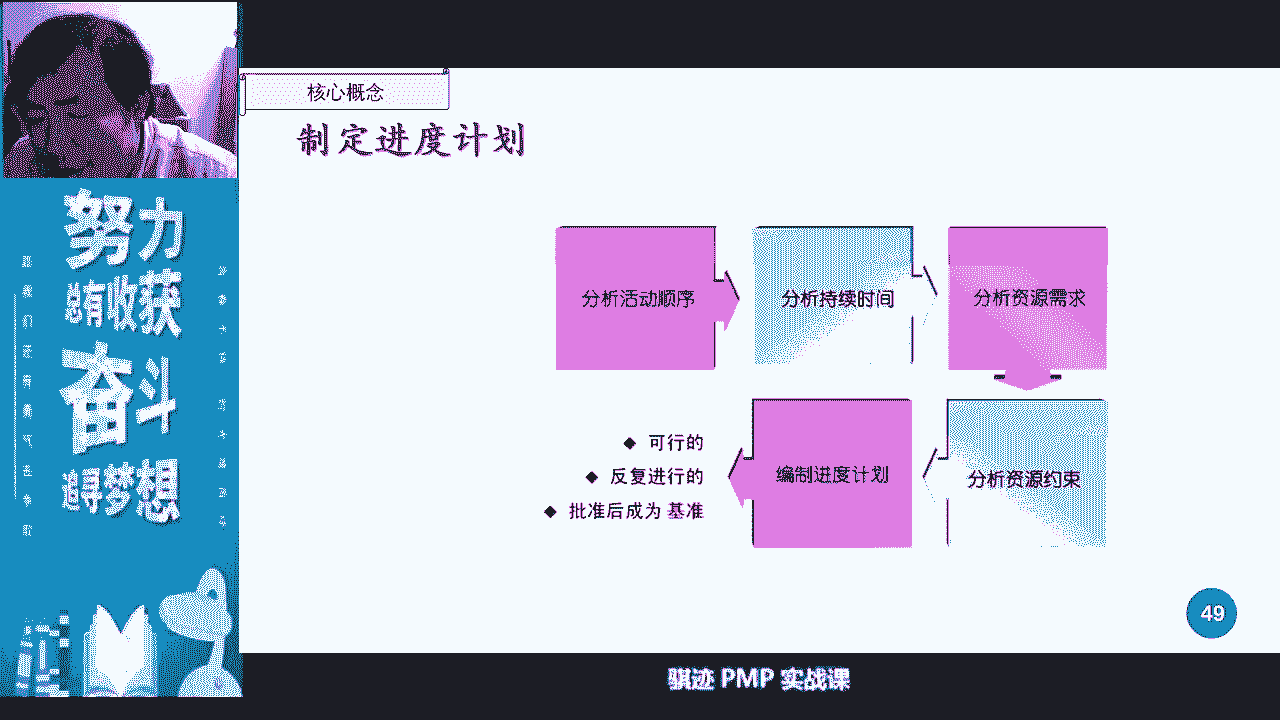 核心概念
制定进度计划
分析活动顺序
分析持续时间
分析资源需求
分析资源约束
编制进度计划
◆ 可行的
◆ 反复进行的
◆ 批准后成为 基准
49
骐迹 PMP 实战课
努力
总有收获
奋斗
追寻梦想